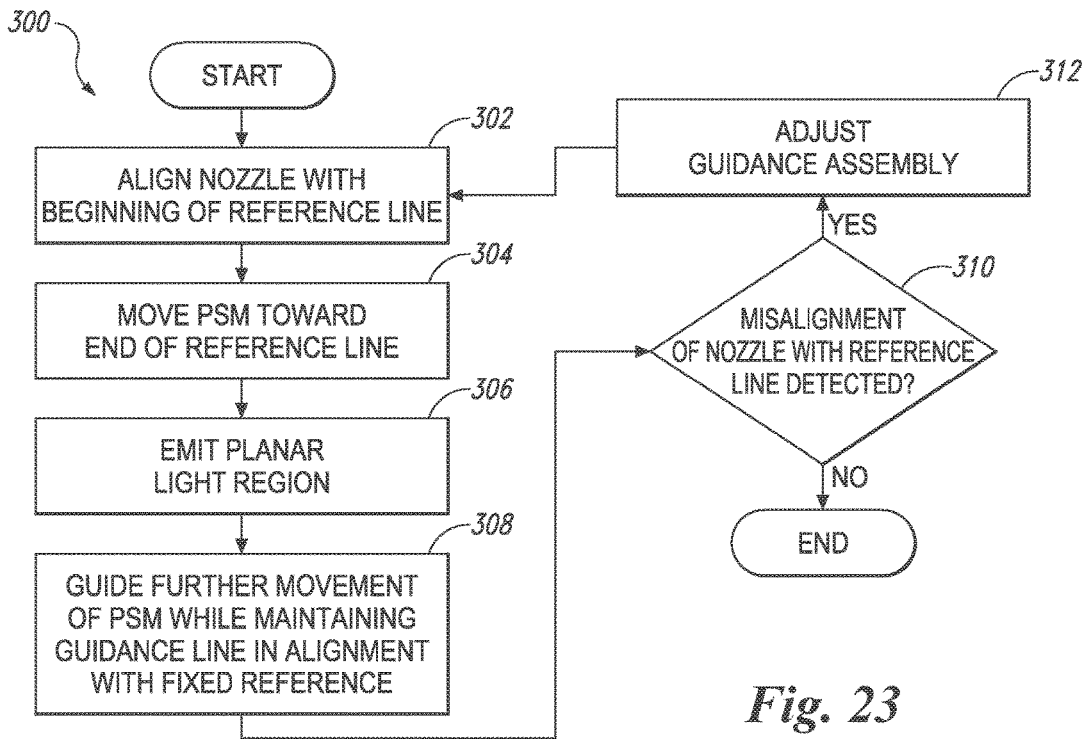 300
START
302
ALIGN NOZZLE WITH
BEGINNING OF REFERENCE LINE
304
MOVE PSM TOWARD
END OF REFERENCE LINE
306
EMIT PLANAR
LIGHT REGION
308
GUIDE FURTHER MOVEMENT
OF PSM WHILE MAINTAINING
GUIDANCE LINE IN ALIGNMENT
WITH FIXED REFERENCE
310
MISALIGNMENT
OF NOZZLE WITH REFERENCE
LINE DETECTED?
YES
312
ADJUST
GUIDANCE ASSEMBLY
NO
END
Fig. 23